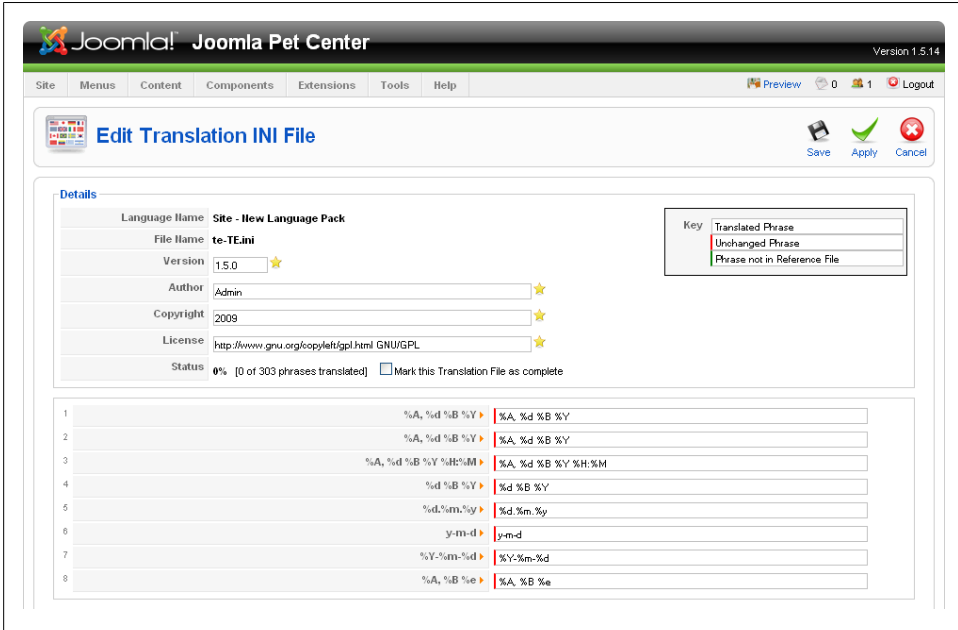 Joomla! Joomla Pet Center
Version 1.5.14
Site Menus Content Components Extensions Tools Help Preview 0 1 Logout
Edit Translation INI File
Save Apply Cancel
Details
Language Name Site - New Language Pack
File Name te-TE.ini
Version 1.5.0
Author Admin
Copyright 2009
License http://www.gnu.org/copyleft/gpl.html GNU/GPL
Status 0% [0 of 303 phrases translated] Mark this Translation File as complete
Key Translated Phrase
Unchanged Phrase
Phrase not in Reference File
1 %A, %d %B %Y %A, %d %B %Y
2 %A, %d %B %Y %A, %d %B %Y
3 %A, %d %B %Y %H:%M %A, %d %B %Y %H:%M
4 %d %B %Y %d %B %Y
5 %d.%m.%y %d.%m.%y
6 y-m-d y-m-d
7 %Y-%m-%d %Y-%m-%d
8 %A, %B %e %A, %B %e